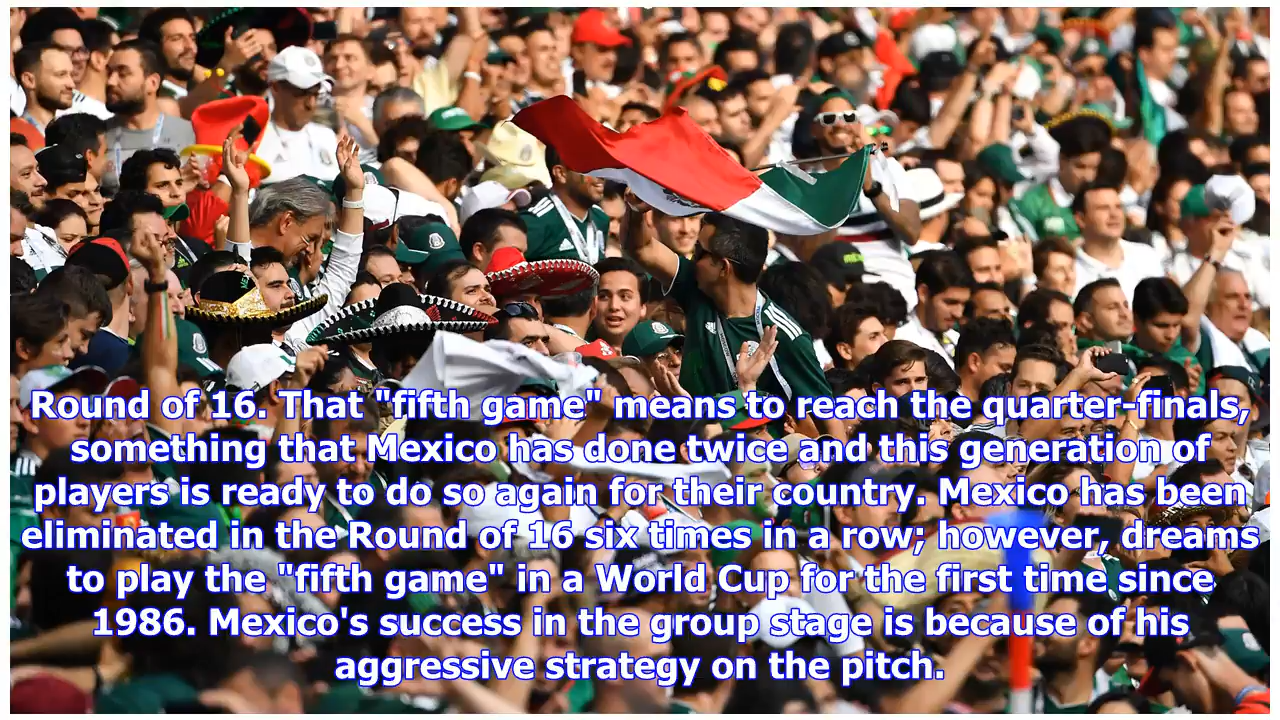 Round of 16. That "fifth game" means to reach the quarter-finals,
something that Mexico has done twice and this generation of
players is ready to do so again for their country. Mexico has been
eliminated in the Round of 16 six times in a row; however, dreams
to play the "fifth game" in a World Cup for the first time since
1986. Mexico's success in the group stage is because of his
aggressive strategy on the pitch.